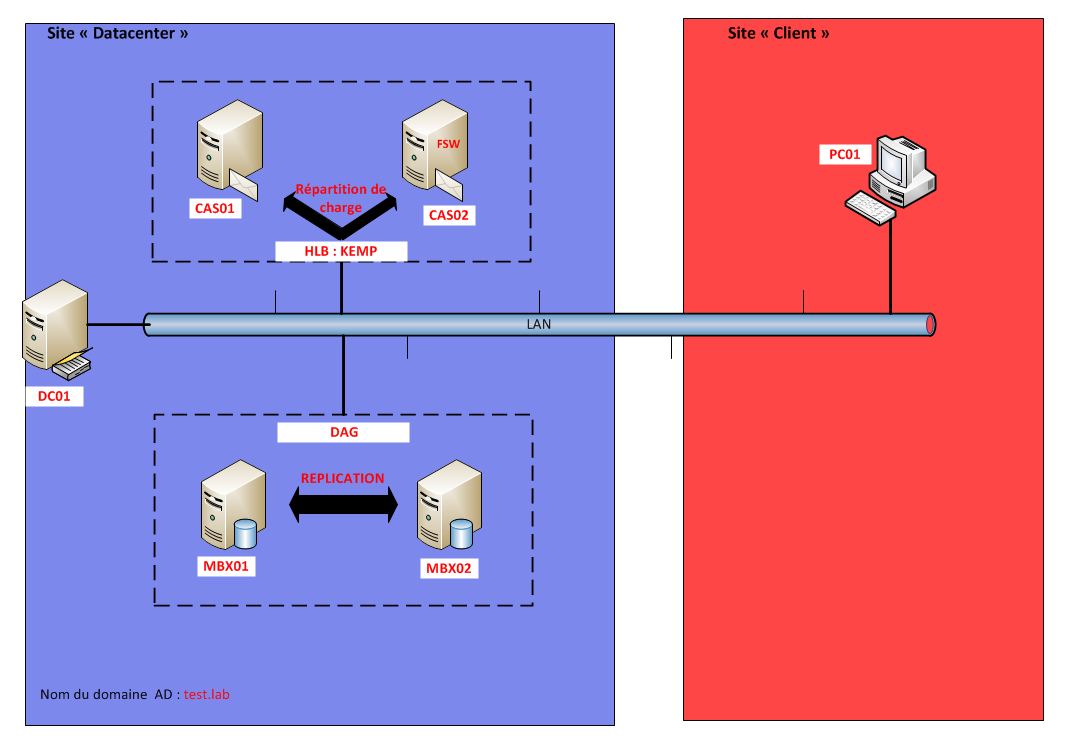 Site « Datacenter »
Site « Client »
FSW
PC01
Répartition de
charge
CAS01
CAS02
HLB : KEMP
LAN
DC01
DAG
REPLICATION
MBX01
MBX02
Nom du domaine AD : test.lab